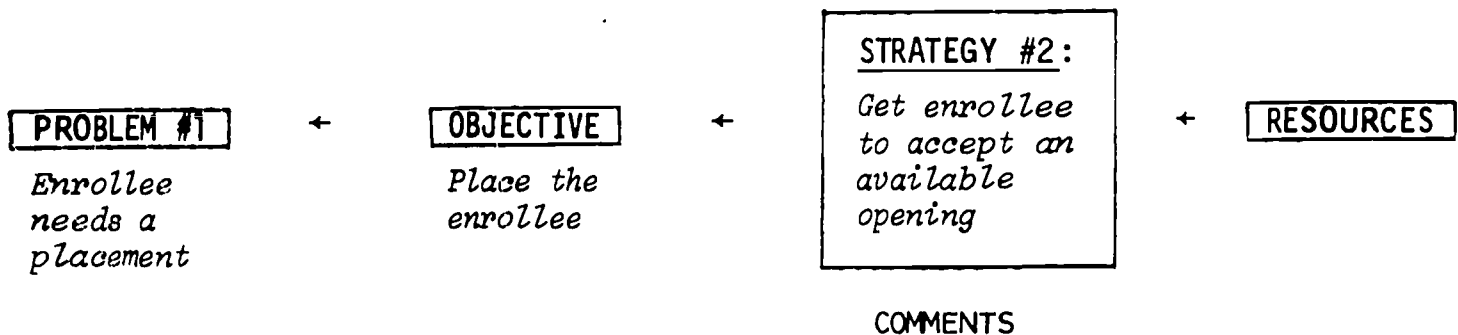 PROBLEM #1
Enrollee
needs a
placement
←
OBJECTIVE
Place the
enrollee
←
STRATEGY #2:
Get enrollee
to accept an
available
opening
←
RESOURCES
COMMENTS